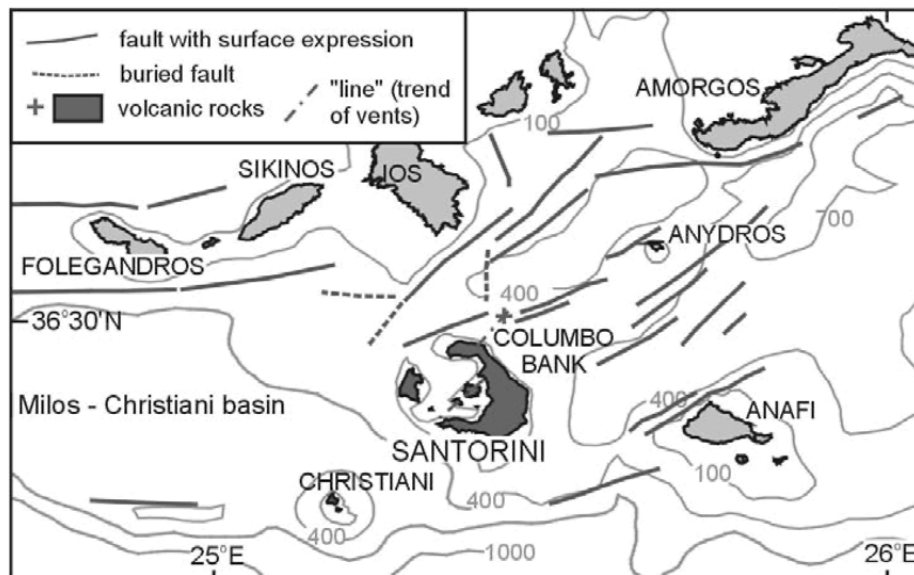 fault with surface expression
buried fault
"line" (trend
of vents)
volcanic rocks
AMORGOS
100
SIKINOS
IOS
700
ANYDROS
FOLEGANDROS
400
36°30'N
COLUMBO
BANK
Milos - Christiani basin
400
ANAFI
SANTORINI
CHRISTIANI
100
400
400
1000
25°E
26°E